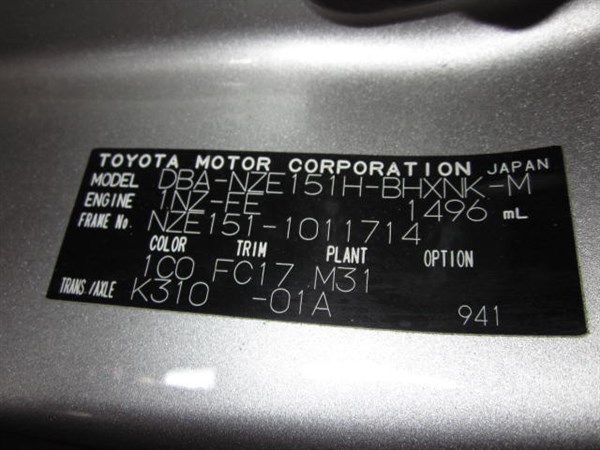 TOYOTA MOTOR CORPORATION JAPAN
MODEL DBA-NZE151H-BHXNK-M
ENGINE 1NZ-FE 1496 mL
FRAME No. NZE151-1011714
COLOR TRIM PLANT OPTION
1C0 FC17 M31
TRANS./AXLE K310 -01A
941